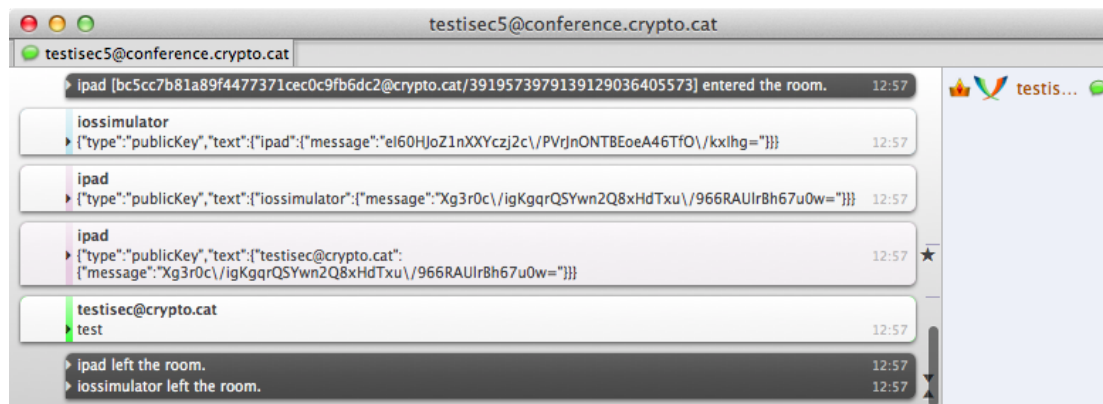 testisec5@conference.crypto.cat
testisec5@conference.crypto.cat
ipad [bc5cc7b81a89f4477371cec0c9fb6dc2@crypto.cat/3919573979139129036405573] entered the room. 12:57
testis...
iossimulator
{"type":"publicKey","text":{"ipad":{"message":"el60HJoZ1nXXYczj2c\/PVrJnONTBEoeA46TfO\/kxlhg="}}} 12:57
ipad
{"type":"publicKey","text":{"iossimulator":{"message":"Xg3r0c\/igKgqrQSYwn2Q8xHdTxu\/966RAUlrBh67u0w="}}} 12:57
ipad
{"type":"publicKey","text":{"testisec@crypto.cat":
{"message":"Xg3r0c\/igKgqrQSYwn2Q8xHdTxu\/966RAUlrBh67u0w="}}} 12:57
testisec@crypto.cat
test 12:57
ipad left the room. 12:57
iossimulator left the room. 12:57